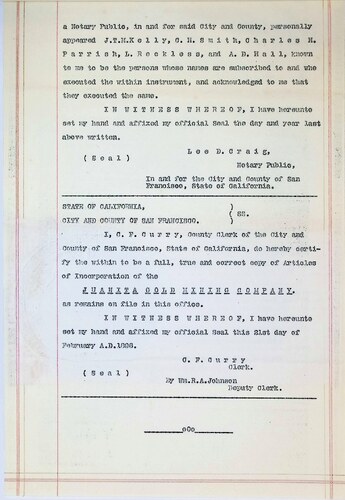 a Notary Public, in and for said City and County, personally
appeared J.T.M.Kelly, C. H. Smith, Charles H.
Parrish, L. Rockless, and A. D. Hall, known
to me to be the persons whose names are subscribed to and who
executed the within instrument, and acknowledged to me that
they executed the same.
IN WITNESS WHEREOF, I have hereunto
set my hand and affixed my official Seal the day and year last
above written.
Lee D. Craig,
(Seal)
Notary Public,
In and for the City and County of San
Francisco, State of California.
STATE OF CALIFORNIA, )
( SS.
CITY AND COUNTY OF SAN FRANCISCO. )
I, C. F. Curry, County Clerk of the City and
County of San Francisco, State of California, do hereby certi-
fy the within to be a full, true and correct copy of Articles
of Incorporation of the
JUANITA GOLD MINING COMPANY.
as remains on file in this office.
IN WITNESS WHEREOF, I have hereunto
set my hand and affixed my official Seal this 21st day of
February A.D.1898.
C. F. Curry
Clerk.
(Seal)
By Wm.R.A.Johnson
Deputy Clerk.
oOo